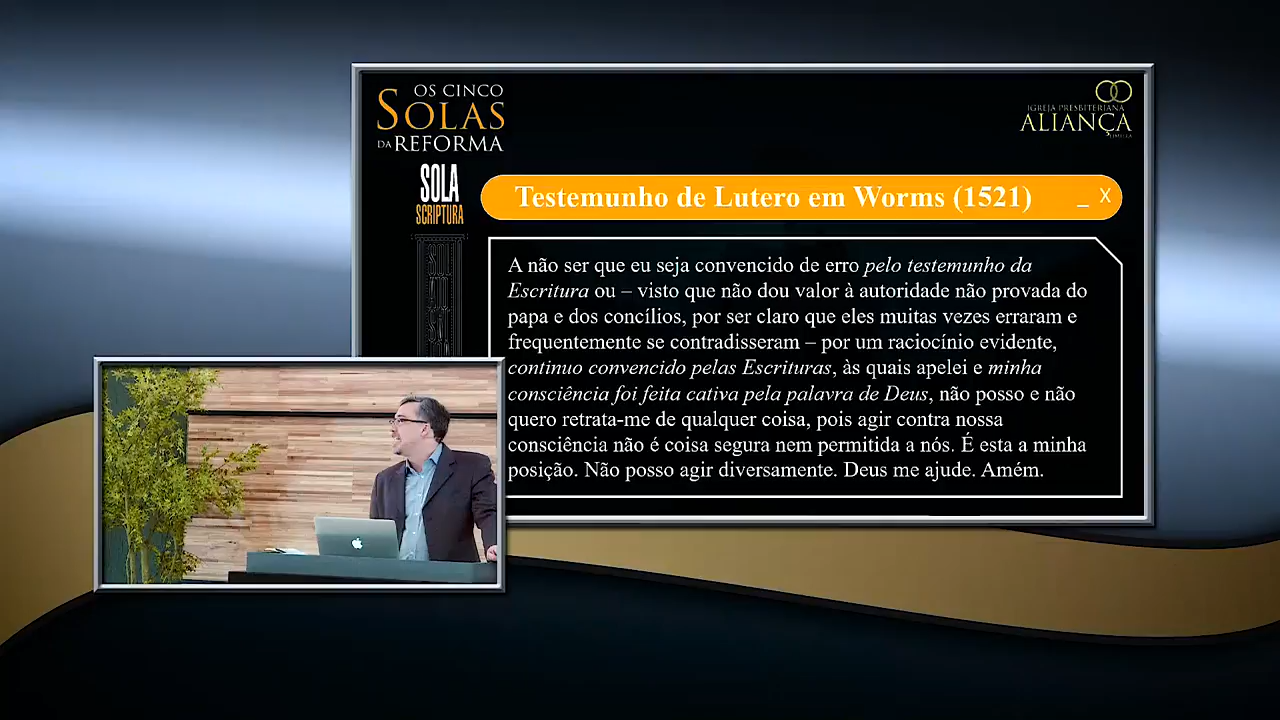 OS CINCO
SOLAS
DA REFORMA
IGREJA PRESBITERIANA
ALIANÇA
SOLA
SCRIPTURA
Testemunho de Lutero em Worms (1521)
_ X
A não ser que eu seja convencido de erro pelo testemunho da
Escritura ou – visto que não dou valor à autoridade não provada do
papa e dos concílios, por ser claro que eles muitas vezes erraram e
frequentemente se contradisseram – por um raciocínio evidente,
continuo convencido pelas Escrituras, às quais apelei e minha
consciência foi feita cativa pela palavra de Deus, não posso e não
quero retrata-me de qualquer coisa, pois agir contra nossa
consciência não é coisa segura nem permitida a nós. É esta a minha
posição. Não posso agir diversamente. Deus me ajude. Amém.